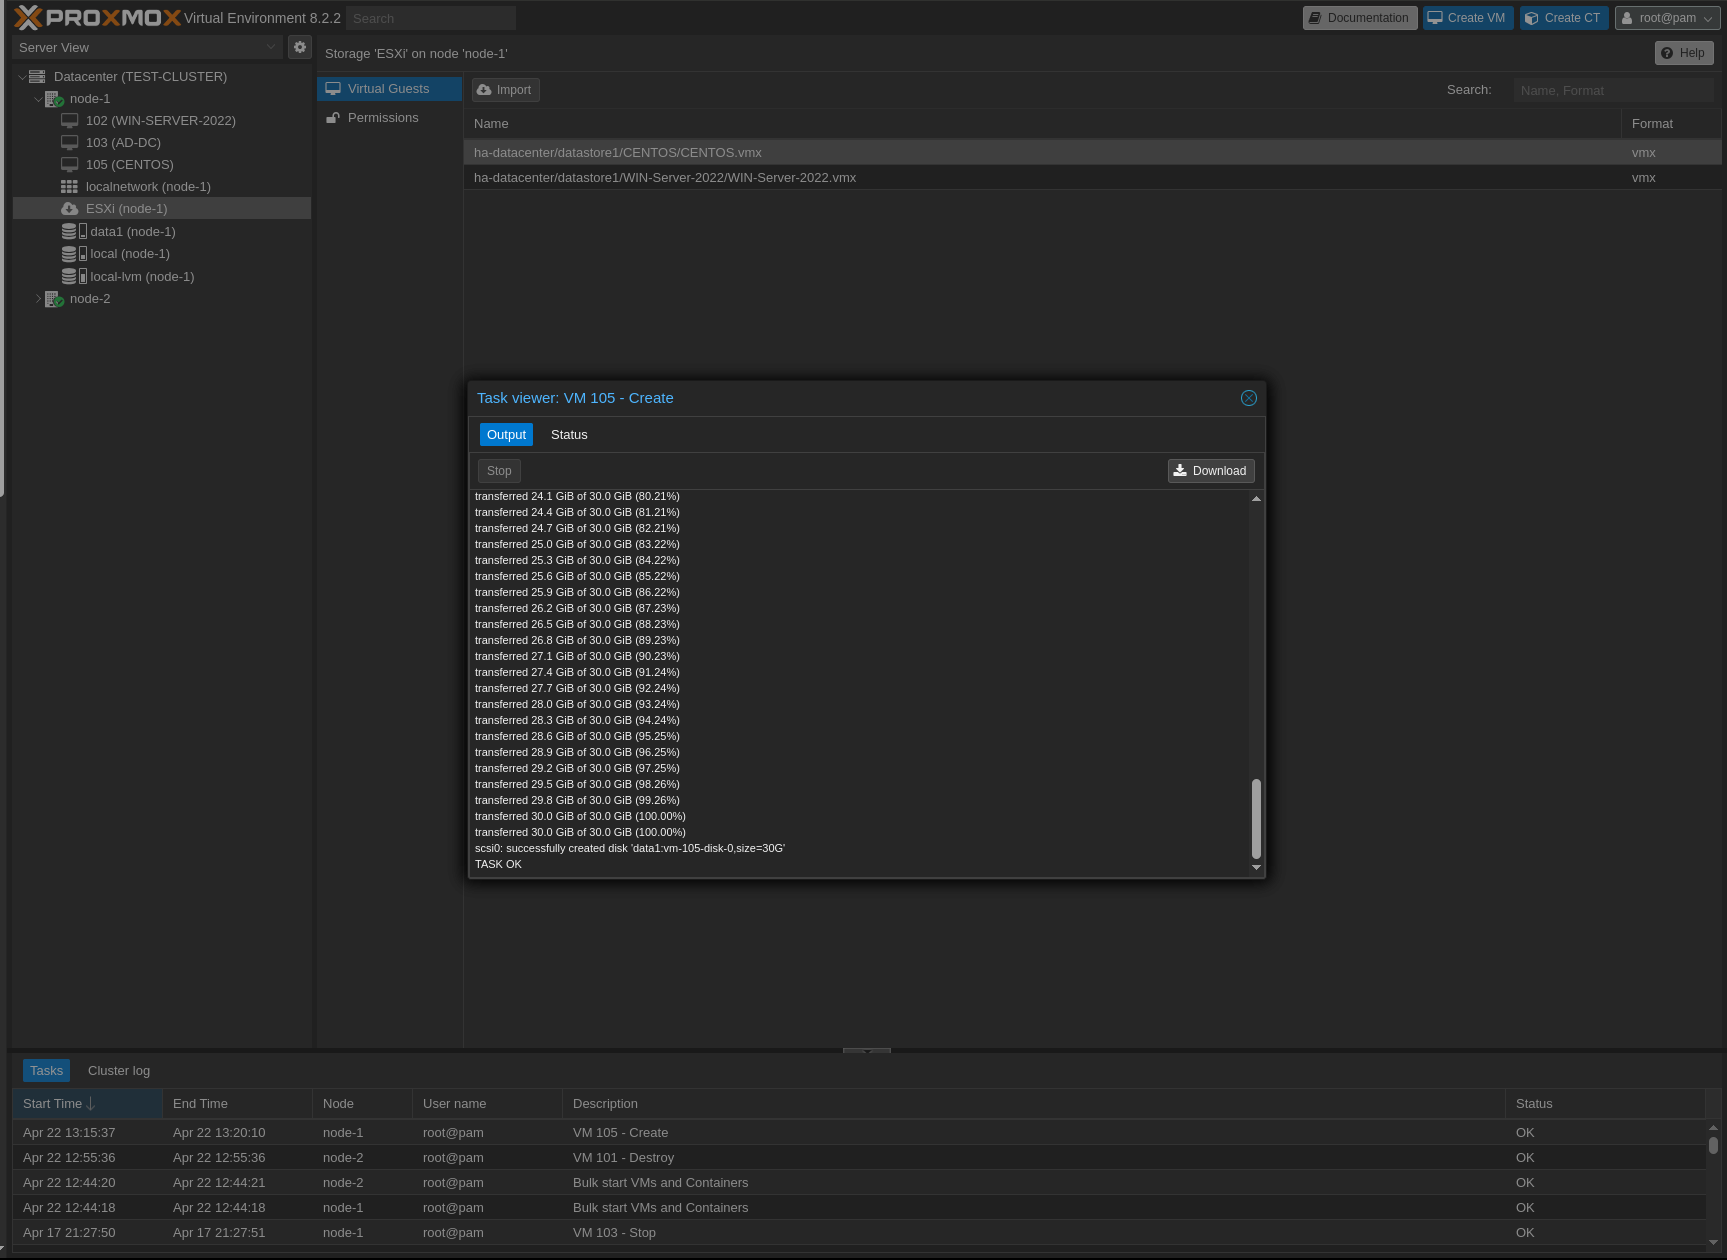 PROXMOX Virtual Environment 8.2.2 Search Documentation Create VM Create CT root@pam
Server View
Storage 'ESXi' on node 'node-1' Help
Datacenter (TEST-CLUSTER)
node-1
102 (WIN-SERVER-2022)
103 (AD-DC)
105 (CENTOS)
localnetwork (node-1)
ESXi (node-1)
data1 (node-1)
local (node-1)
local-lvm (node-1)
node-2
Virtual Guests
Permissions
Import Search: Name, Format
Name Format
ha-datacenter/datastore1/CENTOS/CENTOS.vmx vmx
ha-datacenter/datastore1/WIN-Server-2022/WIN-Server-2022.vmx vmx
Task viewer: VM 105 - Create
Output Status
Stop Download
transferred 24.1 GiB of 30.0 GiB (80.21%)
transferred 24.4 GiB of 30.0 GiB (81.21%)
transferred 24.7 GiB of 30.0 GiB (82.21%)
transferred 25.0 GiB of 30.0 GiB (83.22%)
transferred 25.3 GiB of 30.0 GiB (84.22%)
transferred 25.6 GiB of 30.0 GiB (85.22%)
transferred 25.9 GiB of 30.0 GiB (86.22%)
transferred 26.2 GiB of 30.0 GiB (87.23%)
transferred 26.5 GiB of 30.0 GiB (88.23%)
transferred 26.8 GiB of 30.0 GiB (89.23%)
transferred 27.1 GiB of 30.0 GiB (90.23%)
transferred 27.4 GiB of 30.0 GiB (91.24%)
transferred 27.7 GiB of 30.0 GiB (92.24%)
transferred 28.0 GiB of 30.0 GiB (93.24%)
transferred 28.3 GiB of 30.0 GiB (94.24%)
transferred 28.6 GiB of 30.0 GiB (95.25%)
transferred 28.9 GiB of 30.0 GiB (96.25%)
transferred 29.2 GiB of 30.0 GiB (97.25%)
transferred 29.5 GiB of 30.0 GiB (98.26%)
transferred 29.8 GiB of 30.0 GiB (99.26%)
transferred 30.0 GiB of 30.0 GiB (100.00%)
transferred 30.0 GiB of 30.0 GiB (100.00%)
scsi0: successfully created disk 'data1:vm-105-disk-0,size=30G'
TASK OK
Tasks Cluster log
Start Time End Time Node User name Description Status
Apr 22 13:15:37 Apr 22 13:20:10 node-1 root@pam VM 105 - Create OK
Apr 22 12:55:36 Apr 22 12:55:36 node-2 root@pam VM 101 - Destroy OK
Apr 22 12:44:20 Apr 22 12:44:21 node-2 root@pam Bulk start VMs and Containers OK
Apr 22 12:44:18 Apr 22 12:44:18 node-1 root@pam Bulk start VMs and Containers OK
Apr 17 21:27:50 Apr 17 21:27:51 node-1 root@pam VM 103 - Stop OK